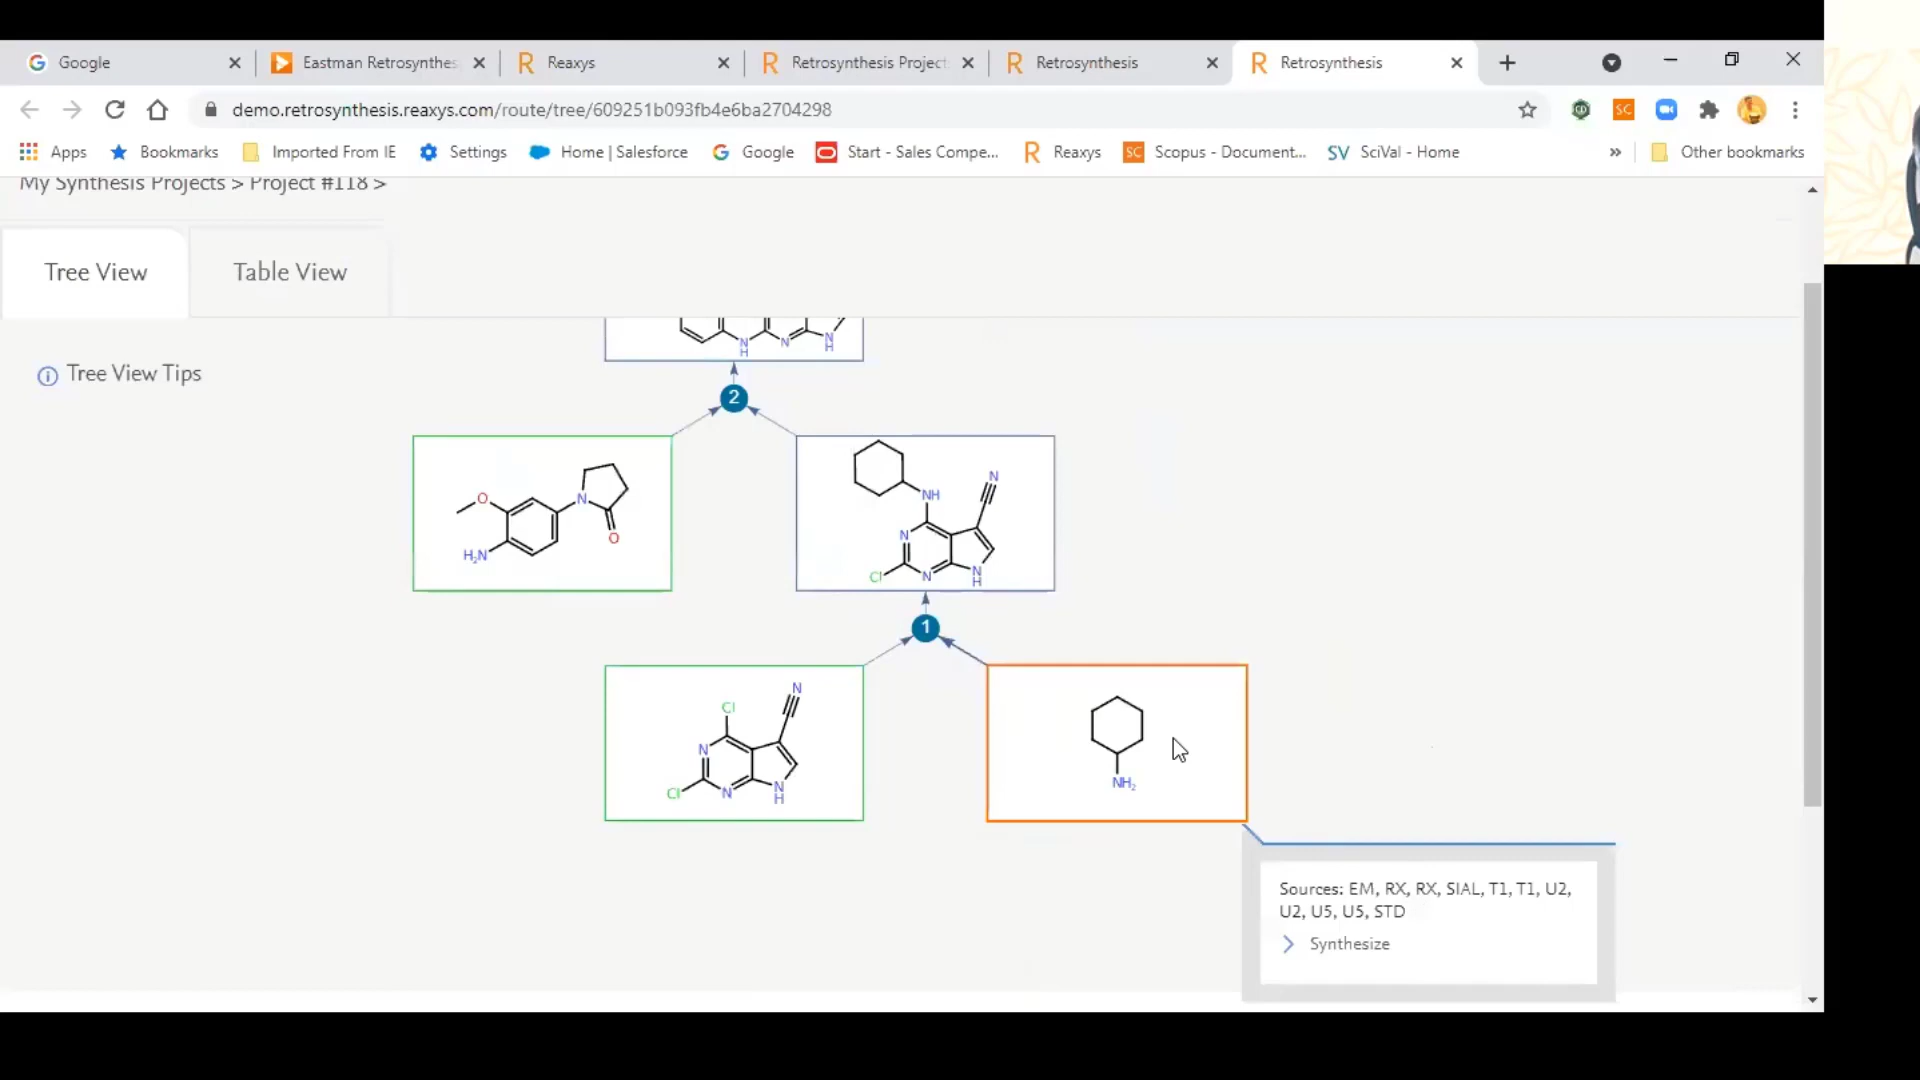 Google
Eastman Retrosynthes
Reaxys
Retrosynthesis Project
Retrosynthesis
Retrosynthesis
demo.retrosynthesis.reaxys.com/route/tree/609251b093fb4e6ba2704298
SC
Apps
Bookmarks
Imported From IE
Settings
Home | Salesforce
Google
Start - Sales Compe...
Reaxys
SC
Scopus - Document...
SV
SciVal - Home
»
Other bookmarks
My Synthesis Projects > Project #118 >
Tree View
Table View
Tree View Tips
N
H
N
N
H
2
O
N
O
H₂N
N
NH
N
Cl
N
N
H
1
N
Cl
N
Cl
N
N
H
NH₂
Sources: EM, RX, RX, SIAL, T1, T1, U2,
U2, U5, U5, STD
Synthesize